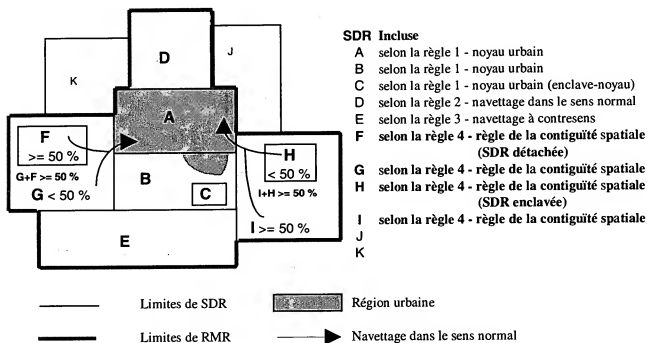 D
J
K
A
F
>= 50 %
G+F >= 50 %
G < 50 %
H
< 50 %
I+H >= 50 %
B
C
I >= 50 %
E
SDR Incluse
A selon la règle 1 - noyau urbain
B selon la règle 1 - noyau urbain
C selon la règle 1 - noyau urbain (enclave-noyau)
D selon la règle 2 - navettage dans le sens normal
E selon la règle 3 - navettage à contresens
F selon la règle 4 - règle de la contiguïté spatiale
(SDR détachée)
G selon la règle 4 - règle de la contiguïté spatiale
H selon la règle 4 - règle de la contiguïté spatiale
(SDR enclavée)
I selon la règle 4 - règle de la contiguïté spatiale
J
K
Limites de SDR
Région urbaine
Limites de RMR
Navettage dans le sens normal